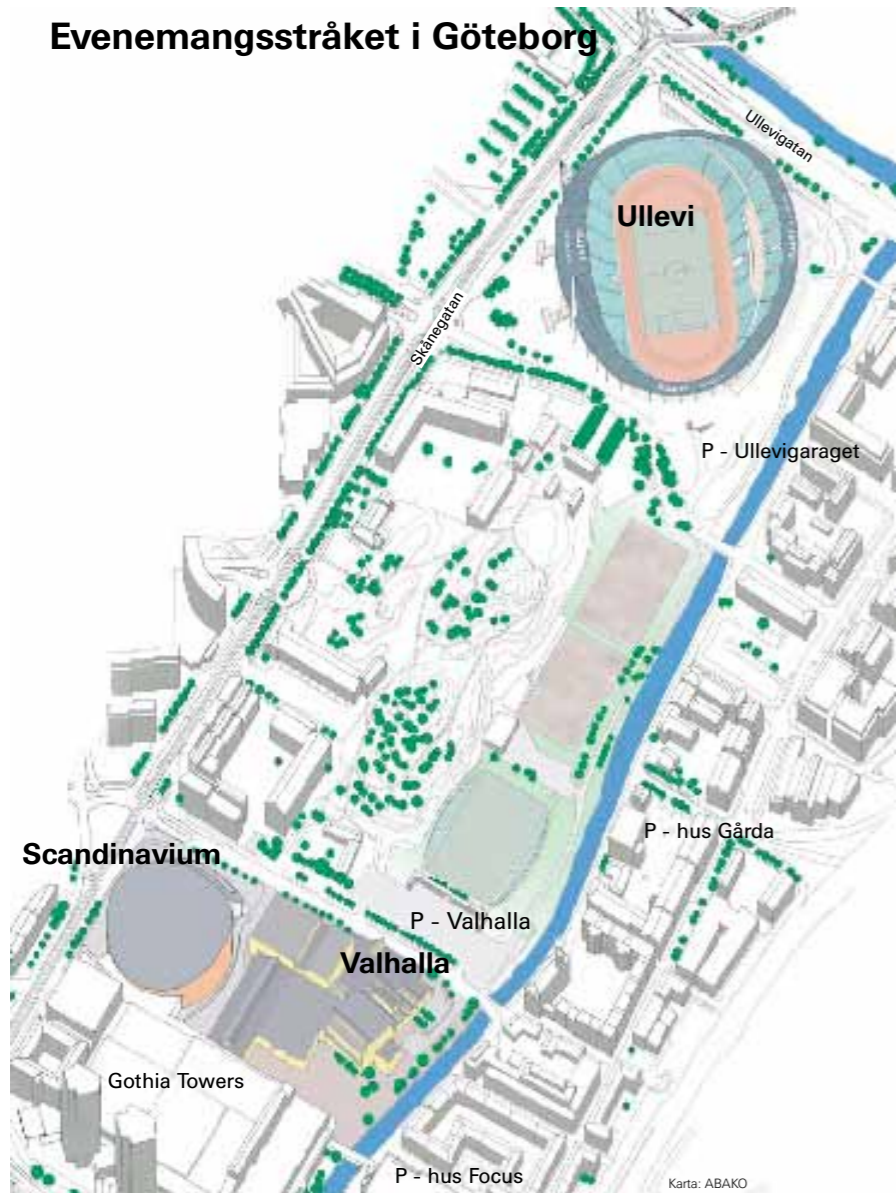 Evenemangsstråket i Göteborg
Ullevigatan
Ullevi
Skånegatan
P - Ullevigaraget
P - hus Gårda
Scandinavium
P - Valhalla
Valhalla
Gothia Towers
P - hus Focus
Karta: ABAKO